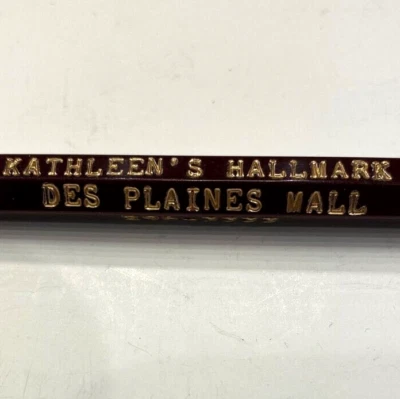 KATHLEEN'S HALLMARK
DES PLAINES MALL